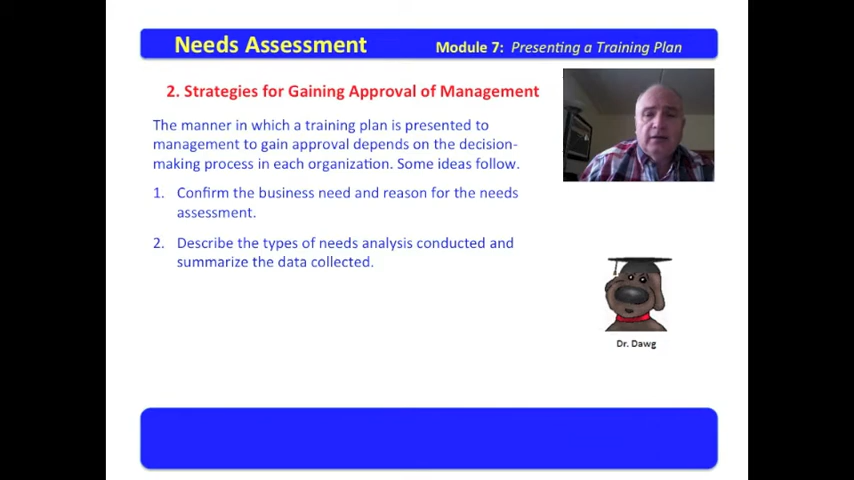 Needs Assessment
Module 7: Presenting a Training Plan
2. Strategies for Gaining Approval of Management
The manner in which a training plan is presented to
management to gain approval depends on the decision-
making process in each organization. Some ideas follow.
1. Confirm the business need and reason for the needs
assessment.
2. Describe the types of needs analysis conducted and
summarize the data collected.
Dr. Dawg